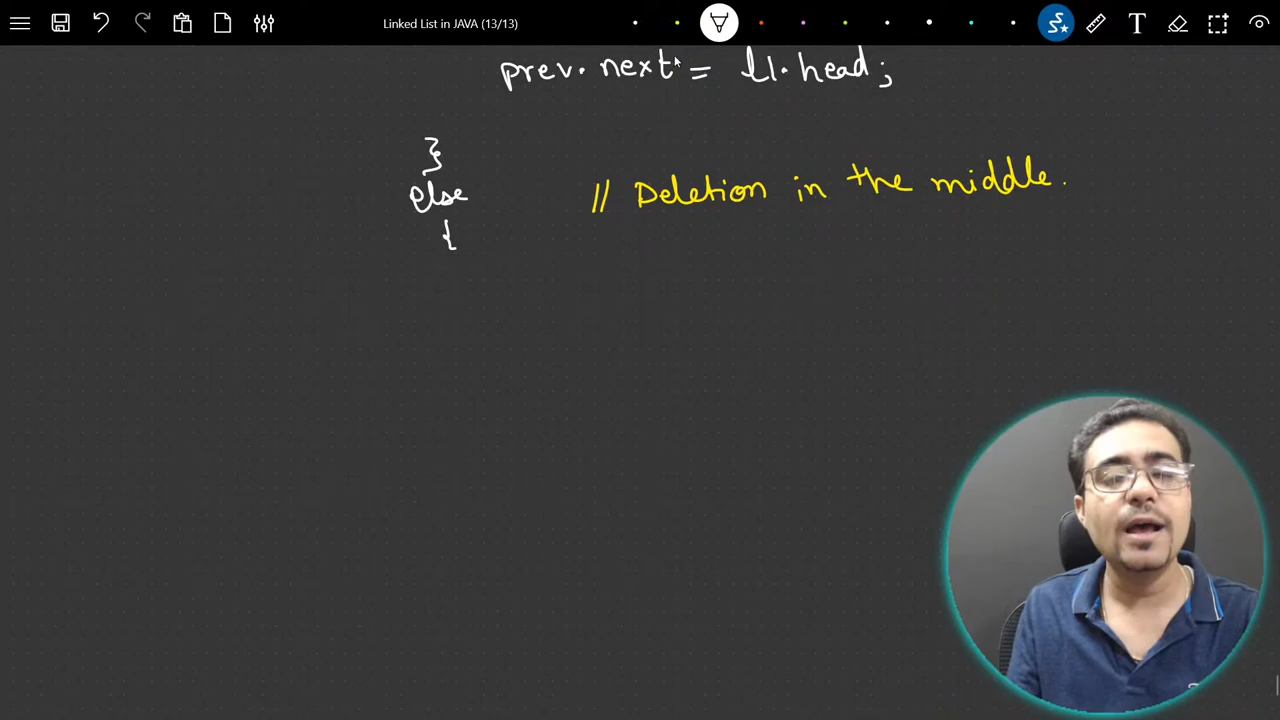 Linked List in JAVA (13/13)
prev.next = ll.head;
}
else // Deletion in the middle.
{